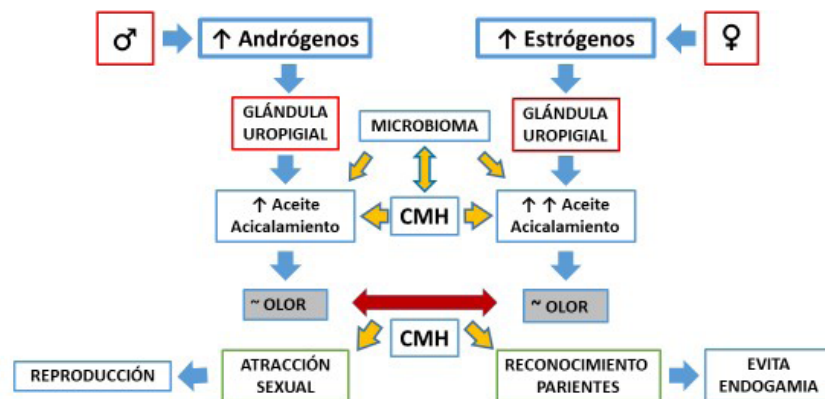 ♂
↑ Andrógenos
↑ Estrógenos
♀
GLÁNDULA
UROPIGIAL
MICROBIOMA
GLÁNDULA
UROPIGIAL
↑ Aceite
Acicalamiento
CMH
↑ ↑ Aceite
Acicalamiento
~ OLOR
~ OLOR
CMH
REPRODUCCIÓN
ATRACCIÓN
SEXUAL
RECONOCIMIENTO
PARIENTES
EVITA
ENDOGAMIA